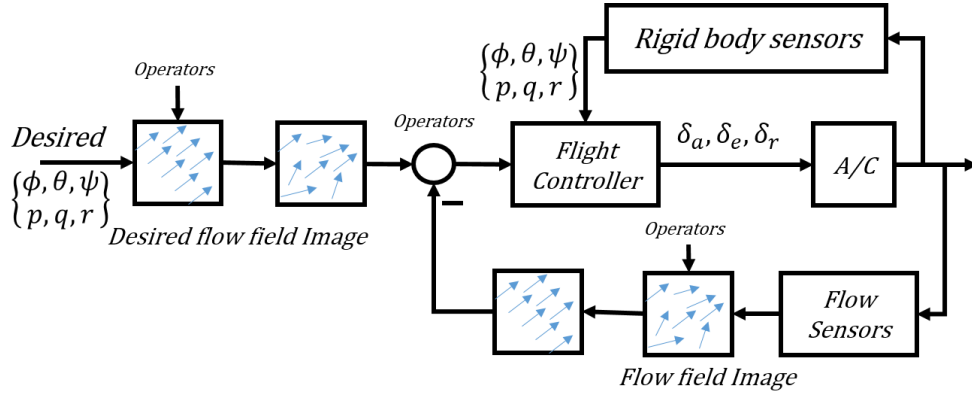 Rigid body sensors
{ϕ, θ, ψ
p, q, r}
Operators
Operators
Desired
{ϕ, θ, ψ
p, q, r}
Flight
Controller
δₐ, δₑ, δᵣ
A/C
−
Desired flow field Image
Operators
Flow
Sensors
Flow field Image